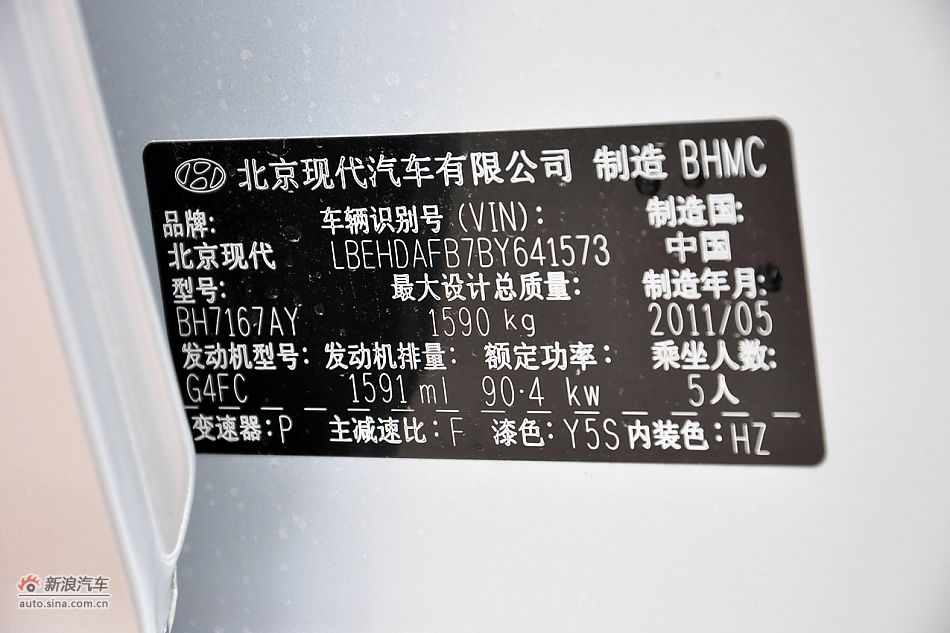 北京现代汽车有限公司 制造 BHMC
品牌: 车辆识别号(VIN): 制造国:
北京现代 LBEHDAFB7BY641573 中国
型号: 最大设计总质量: 制造年月:
BH7167AY 1590 kg 2011/05
发动机型号: 发动机排量: 额定功率: 乘坐人数:
G4FC 1591 ml 90·4 kw 5人
变速器:P 主减速比:F 漆色:Y5S 内装色:HZ
新浪汽车
auto.sina.com.cn